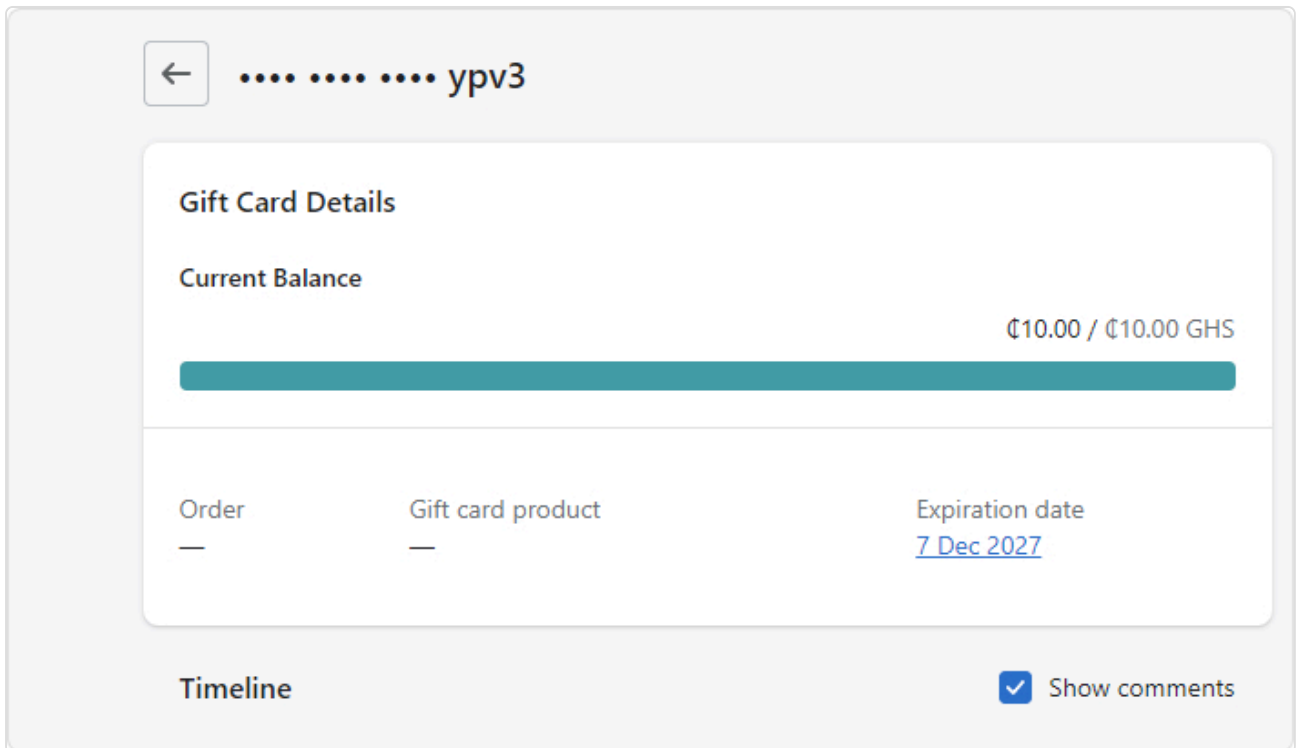 •••• •••• •••• ypv3
Gift Card Details
Current Balance
₵10.00 / ₵10.00 GHS
Order Gift card product Expiration date
— — 7 Dec 2027
Timeline Show comments